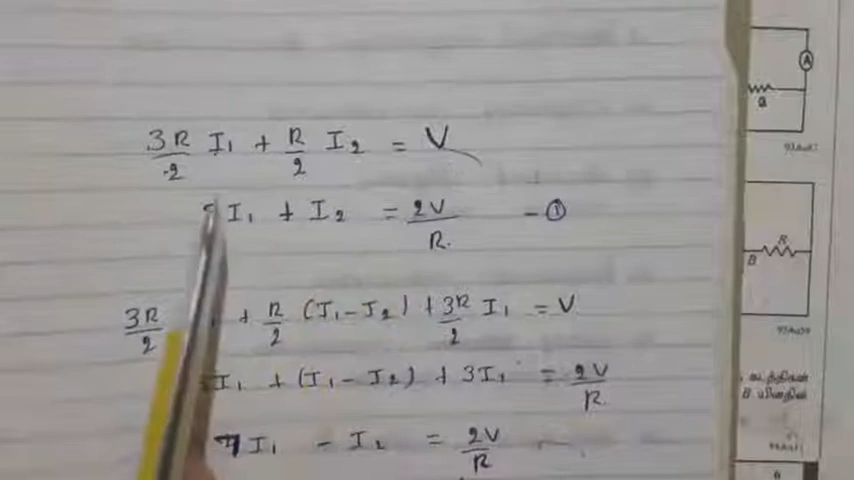 3R/2 I₁ + R/2 I₂ = V
I₁ + I₂ = 2V/R. - ①
3R/2 + R/2 (I₁ - I₂) + 3R/2 I₁ = V
I₁ + (I₁ - I₂) + 3I₁ = 2V/R
7I₁ - I₂ = 2V/R
A
B
R